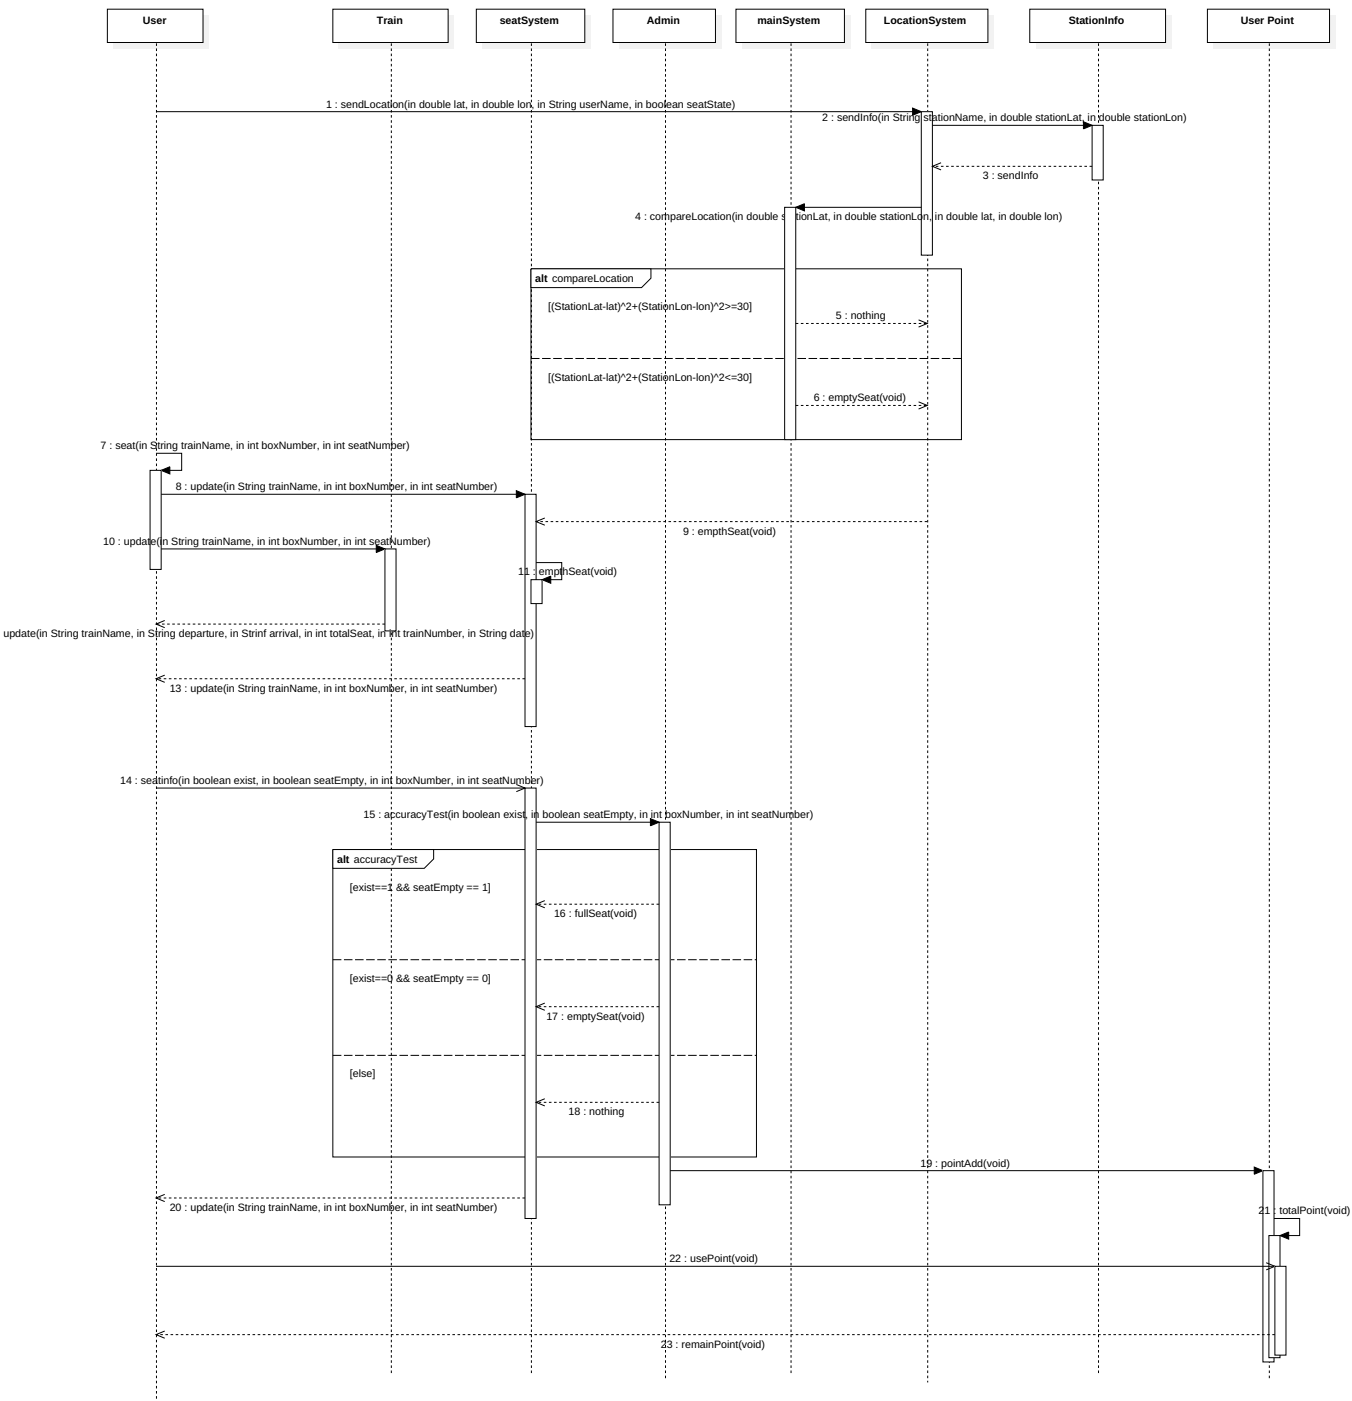 User
Train
seatSystem
Admin
mainSystem
LocationSystem
StationInfo
User Point
1 : sendLocation(in double lat, in double lon, in String userName, in boolean seatState)
2 : sendInfo(in String stationName, in double stationLat, in double stationLon)
3 : sendInfo
4 : compareLocation(in double stationLat, in double stationLon, in double lat, in double lon)
alt compareLocation
[(StationLat-lat)^2+(StationLon-lon)^2>=30]
5 : nothing
[(StationLat-lat)^2+(StationLon-lon)^2<=30]
6 : emptySeat(void)
7 : seat(in String trainName, in int boxNumber, in int seatNumber)
8 : update(in String trainName, in int boxNumber, in int seatNumber)
9 : empthSeat(void)
10 : update(in String trainName, in int boxNumber, in int seatNumber)
11 : empthSeat(void)
update(in String trainName, in String departure, in Strinf arrival, in int totalSeat, in int trainNumber, in String date)
13 : update(in String trainName, in int boxNumber, in int seatNumber)
14 : seatinfo(in boolean exist, in boolean seatEmpty, in int boxNumber, in int seatNumber)
15 : accuracyTest(in boolean exist, in boolean seatEmpty, in int boxNumber, in int seatNumber)
alt accuracyTest
[exist==1 && seatEmpty == 1]
16 : fullSeat(void)
[exist==0 && seatEmpty == 0]
17 : emptySeat(void)
[else]
18 : nothing
19 : pointAdd(void)
20 : update(in String trainName, in int boxNumber, in int seatNumber)
21 : totalPoint(void)
22 : usePoint(void)
23 : remainPoint(void)